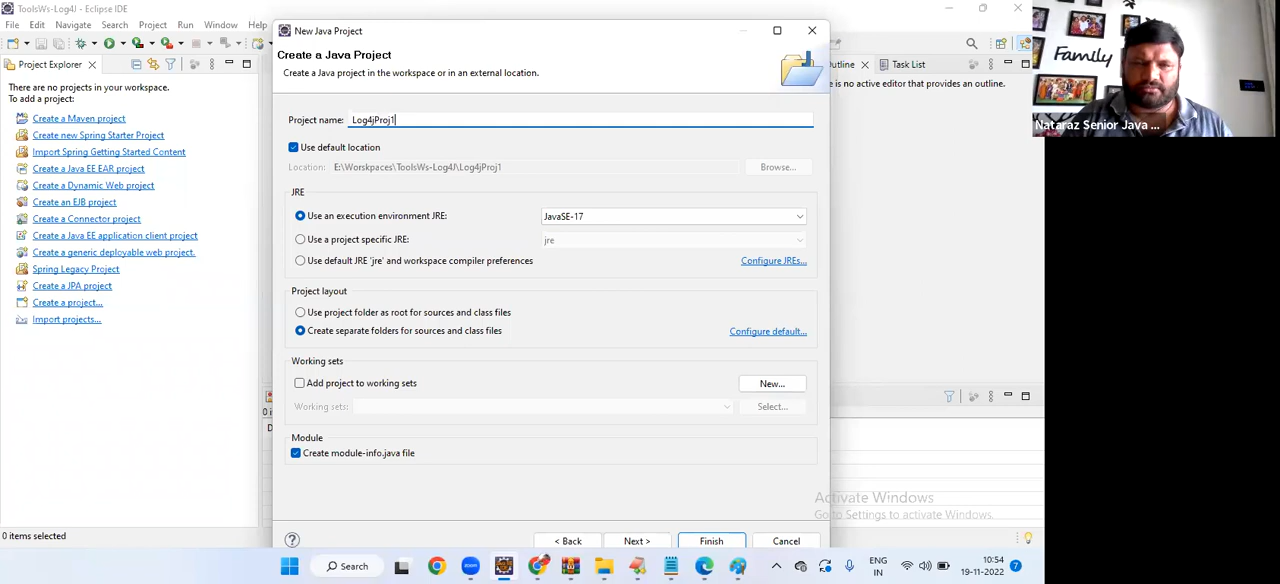 ToolsWs-Log4J - Eclipse IDE
File Edit Navigate Search Project Run Window Help
Project Explorer
There are no projects in your workspace.
To add a project:
Create a Maven project
Create new Spring Starter Project
Import Spring Getting Started Content
Create a Java EE EAR project
Create a Dynamic Web project
Create an EJB project
Create a Connector project
Create a Java EE application client project
Create a generic deployable web project.
Spring Legacy Project
Create a JPA project
Create a project...
Import projects...
0 items selected
New Java Project
Create a Java Project
Create a Java project in the workspace or in an external location.
Project name: Log4jProj1
Use default location
Location: E:\Worskpaces\ToolsWs-Log4J\Log4jProj1 Browse...
JRE
Use an execution environment JRE: JavaSE-17
Use a project specific JRE: jre
Use default JRE 'jre' and workspace compiler preferences Configure JREs...
Project layout
Use project folder as root for sources and class files
Create separate folders for sources and class files Configure default...
Working sets
Add project to working sets New...
Working sets: Select...
Module
Create module-info.java file
< Back Next > Finish Cancel
Outline Task List
is no active editor that provides an outline.
Activate Windows
Go to Settings to activate Windows.
Family
Nataraz Senior Java ...
Search
ENG
IN
10:54
19-11-2022
7